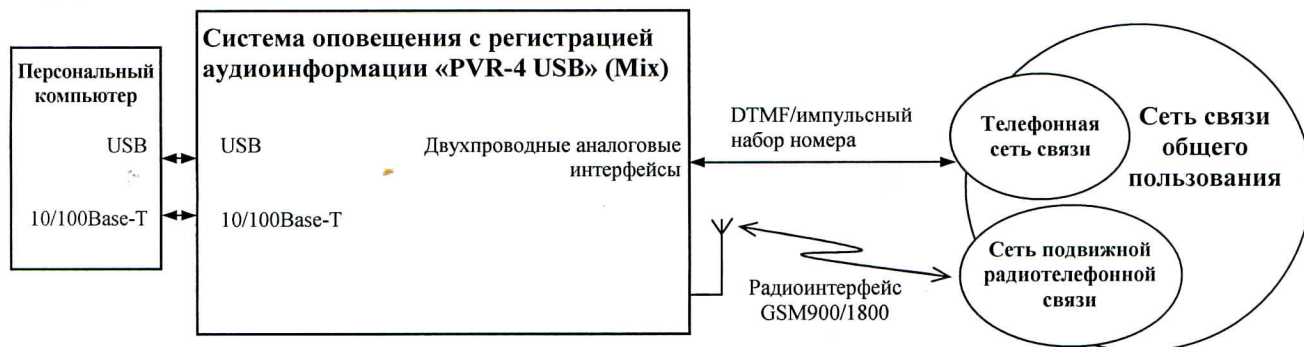 Персональный
компьютер
USB
10/100Base-T
Система оповещения с регистрацией
аудиоинформации «PVR-4 USB» (Mix)
USB
10/100Base-T
Двухпроводные аналоговые
интерфейсы
DTMF/импульсный
набор номера
Радиоинтерфейс
GSM900/1800
Телефонная
сеть связи
Сеть связи
общего
пользования
Сеть подвижной
радиотелефонной
связи